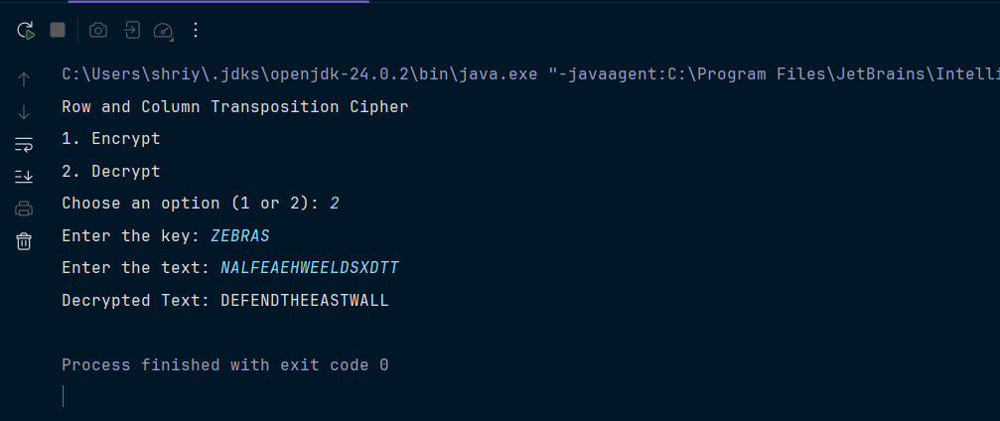 C:\Users\shriy\.jdks\openjdk-24.0.2\bin\java.exe "-javaagent:C:\Program Files\JetBrains\Intelli
Row and Column Transposition Cipher
1. Encrypt
2. Decrypt
Choose an option (1 or 2): 2
Enter the key: ZEBRAS
Enter the text: NALFEAEHWEELDSXDTT
Decrypted Text: DEFENDTHEEASTWALL
Process finished with exit code 0